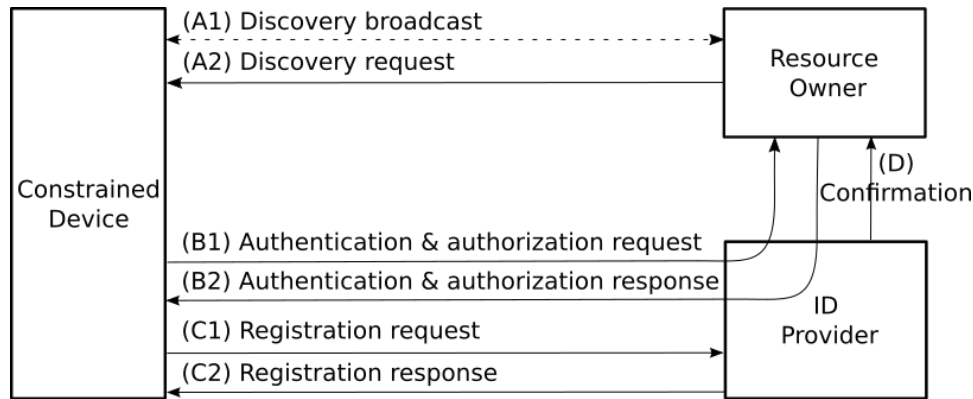 (A1) Discovery broadcast
(A2) Discovery request
Resource
Owner
Constrained
Device
(D)
Confirmation
(B1) Authentication & authorization request
(B2) Authentication & authorization response
ID
Provider
(C1) Registration request
(C2) Registration response